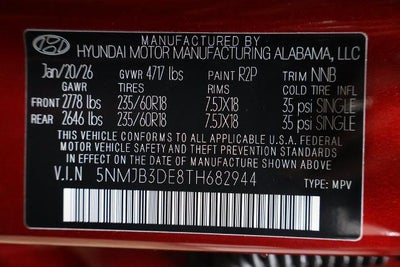 MANUFACTURED BY
HYUNDAI MOTOR MANUFACTURING ALABAMA, LLC
Jan/20/26 GVWR 4717 lbs PAINT R2P TRIM NNB
GAWR TIRES RIMS COLD TIRE INFL
FRONT 2778 lbs 235/60R18 7.5JX18 35 psi SINGLE
REAR 2646 lbs 235/60R18 7.5JX18 35 psi SINGLE
THIS VEHICLE CONFORMS TO ALL APPLICABLE U.S. FEDERAL
MOTOR VEHICLE SAFETY, BUMPER, AND THEFT PREVENTION STANDARDS
IN EFFECT ON THE DATE OF MANUFACTURE SHOWN ABOVE.
V.I.N 5NMJB3DE8TH682944 TYPE: MPV